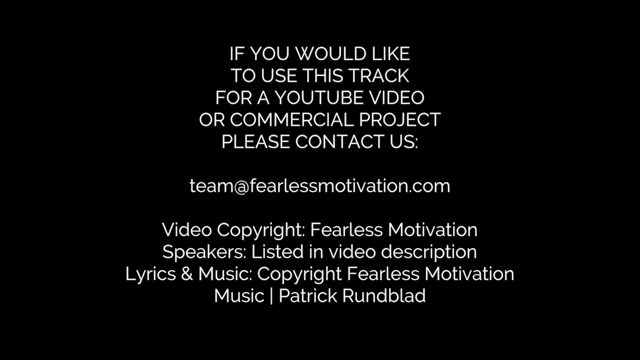 IF YOU WOULD LIKE
TO USE THIS TRACK
FOR A YOUTUBE VIDEO
OR COMMERCIAL PROJECT
PLEASE CONTACT US:
team@fearlessmotivation.com
Video Copyright: Fearless Motivation
Speakers: Listed in video description
Lyrics & Music: Copyright Fearless Motivation
Music | Patrick Rundblad